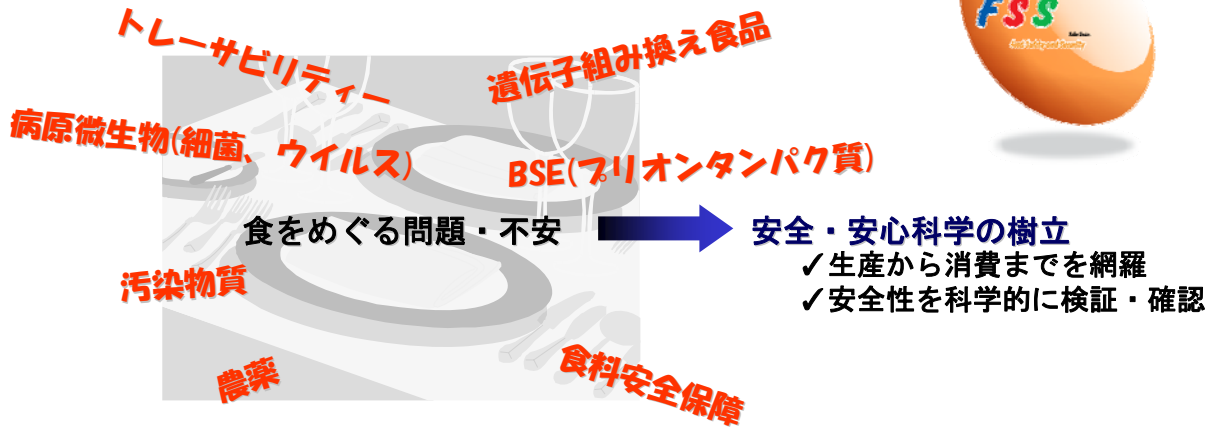 FSS
Food Safety and Security
トレーサビリティー
遺伝子組み換え食品
病原微生物(細菌、ウイルス)
BSE(プリオンタンパク質)
食をめぐる問題・不安
安全・安心科学の樹立
✓生産から消費までを網羅
✓安全性を科学的に検証・確認
汚染物質
農薬
食料安全保障